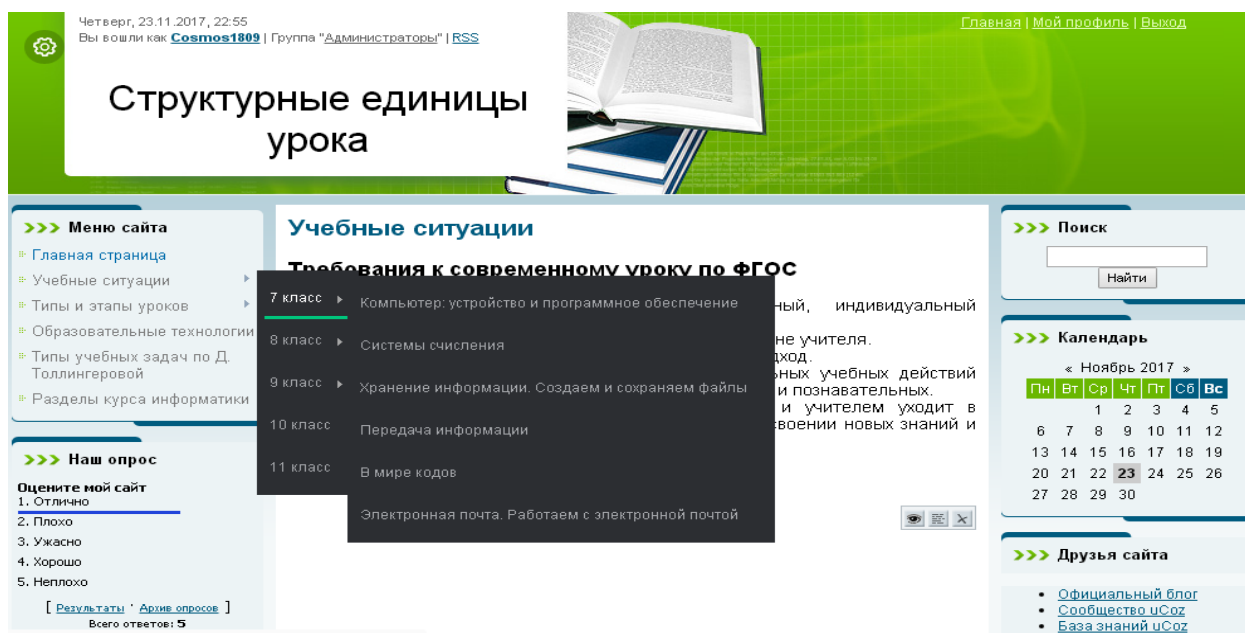 Четверг, 23.11.2017, 22:55
Вы вошли как Cosmos1809 | Группа "Администраторы" | RSS
Главная | Мой профиль | Выход
Структурные единицы
урока
>>> Меню сайта
Главная страница
Учебные ситуации
Типы и этапы уроков
Образовательные технологии
Типы учебных задач по Д.
Толлингеровой
Разделы курса информатики
>>> Наш опрос
Оцените мой сайт
1. Отлично
2. Плохо
3. Ужасно
4. Хорошо
5. Неплохо
[ Результаты · Архив опросов ]
Всего ответов: 5
Учебные ситуации
Требования к современному уроку по ФГОС
индивидуальный
не учителя.
учебных действий
и познавательных.
и учителем уходит в
новых знаний и
7 класс
8 класс
9 класс
10 класс
11 класс
Компьютер: устройство и программное обеспечение
Системы счисления
Хранение информации. Создаем и сохраняем файлы
Передача информации
В мире кодов
Электронная почта. Работаем с электронной почтой
>>> Поиск
Найти
>>> Календарь
« Ноябрь 2017 »
Пн Вт Ср Чт Пт Сб Вс
1 2 3 4 5
6 7 8 9 10 11 12
13 14 15 16 17 18 19
20 21 22 23 24 25 26
27 28 29 30
>>> Друзья сайта
Официальный блог
Сообщество uCoz
База знаний uCoz